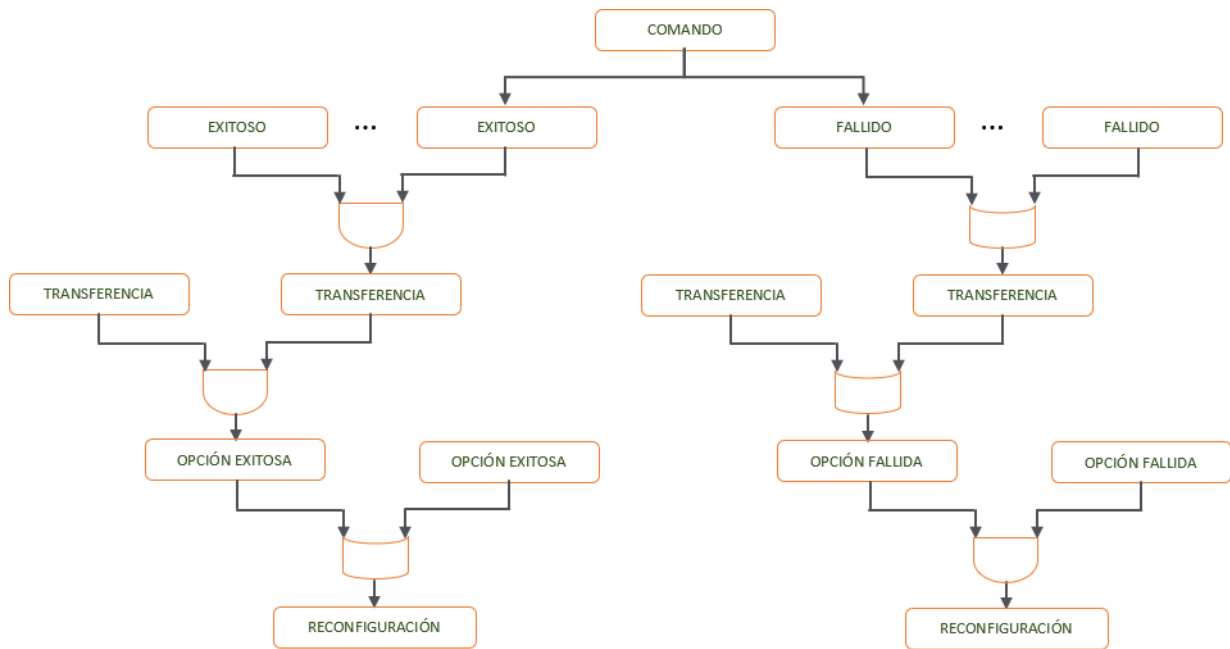 COMANDO
EXITOSO
...
EXITOSO
FALLIDO
...
FALLIDO
TRANSFERENCIA
TRANSFERENCIA
TRANSFERENCIA
TRANSFERENCIA
OPCIÓN EXITOSA
OPCIÓN EXITOSA
OPCIÓN FALLIDA
OPCIÓN FALLIDA
RECONFIGURACIÓN
RECONFIGURACIÓN